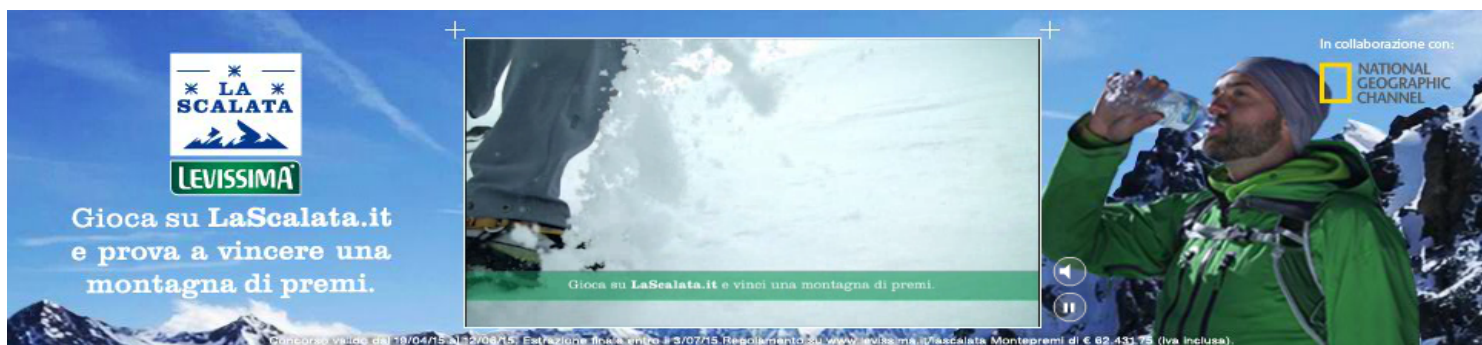 LA
SCALATA
LEVISSIMA
Gioca su LaScalata.it
e prova a vincere una
montagna di premi.
Gioca su LaScalata.it e vinci una montagna di premi.
In collaborazione con:
NATIONAL
GEOGRAPHIC
CHANNEL
Concorso valido dal 19/04/15 al 12/06/15. Estrazione finale entro il 3/07/15.Regolamento su www.levissima.it/lascalata Montepremi di € 62.431,75 (iva inclusa).